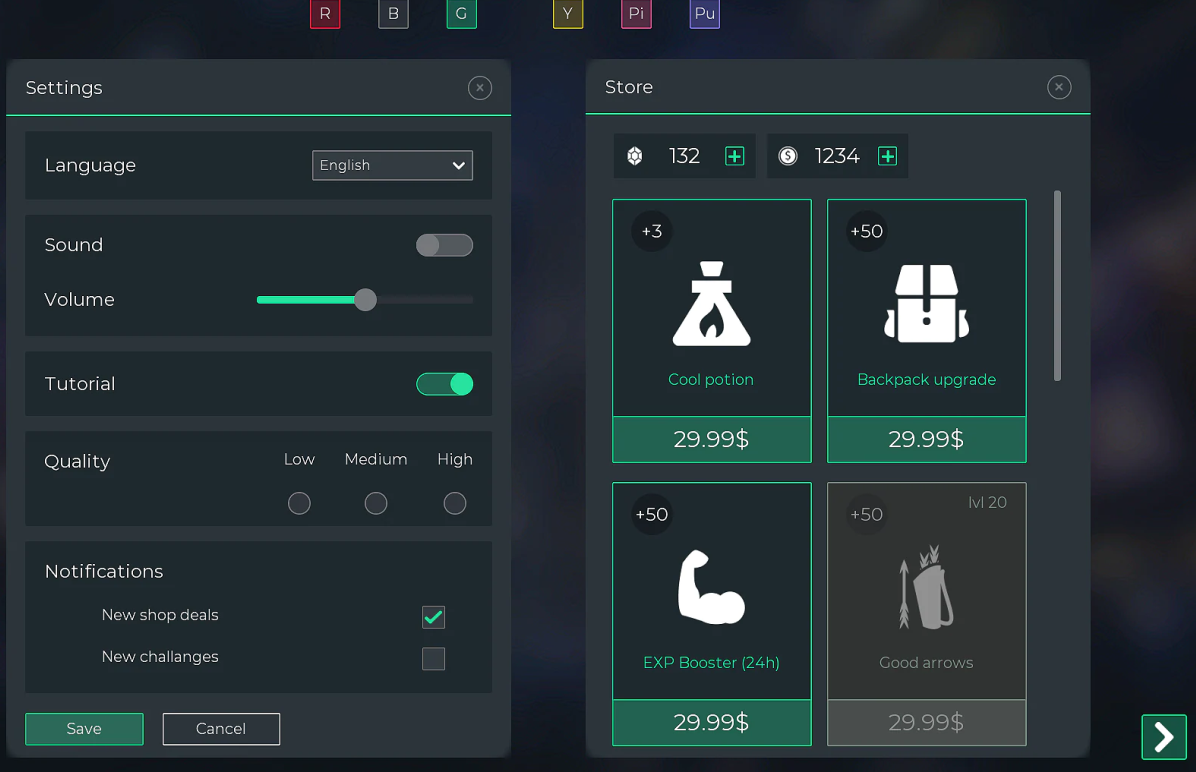 R B G Y Pi Pu
Settings
Language English
Sound
Volume
Tutorial
Quality Low Medium High
Notifications
New shop deals
New challanges
Save Cancel
Store
132 1234
+3 +50
Cool potion Backpack upgrade
29.99$ 29.99$
+50 +50 lvl 20
EXP Booster (24h) Good arrows
29.99$ 29.99$